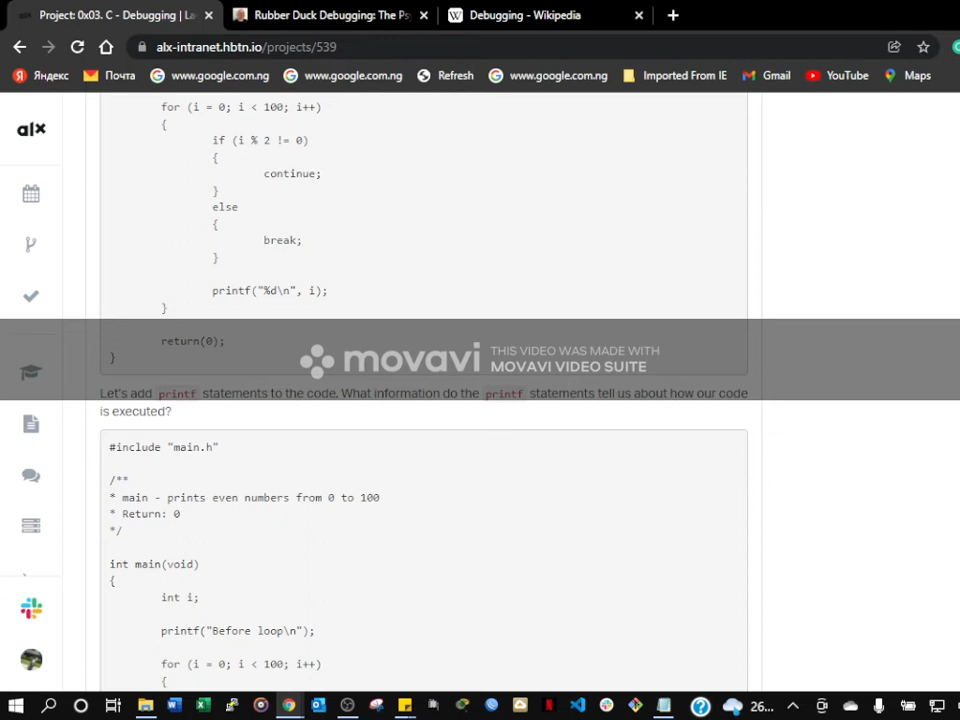 Project: 0x03. C - Debugging | La
Rubber Duck Debugging: The Ps
Debugging - Wikipedia
alx-intranet.hbtn.io/projects/539
Яндекс
Почта
www.google.com.ng
www.google.com.ng
Refresh
www.google.com.ng
Imported From IE
Gmail
YouTube
Maps
alx
for (i = 0; i < 100; i++)
{
if (i % 2 != 0)
{
continue;
}
else
{
break;
}
printf("%d\n", i);
}
return(0);
}
movavi
THIS VIDEO WAS MADE WITH
MOVAVI VIDEO SUITE
Let's add printf statements to the code. What information do the printf statements tell us about how our code
is executed?
#include "main.h"
/**
* main - prints even numbers from 0 to 100
* Return: 0
*/
int main(void)
{
int i;
printf("Before loop\n");
for (i = 0; i < 100; i++)
{
26...